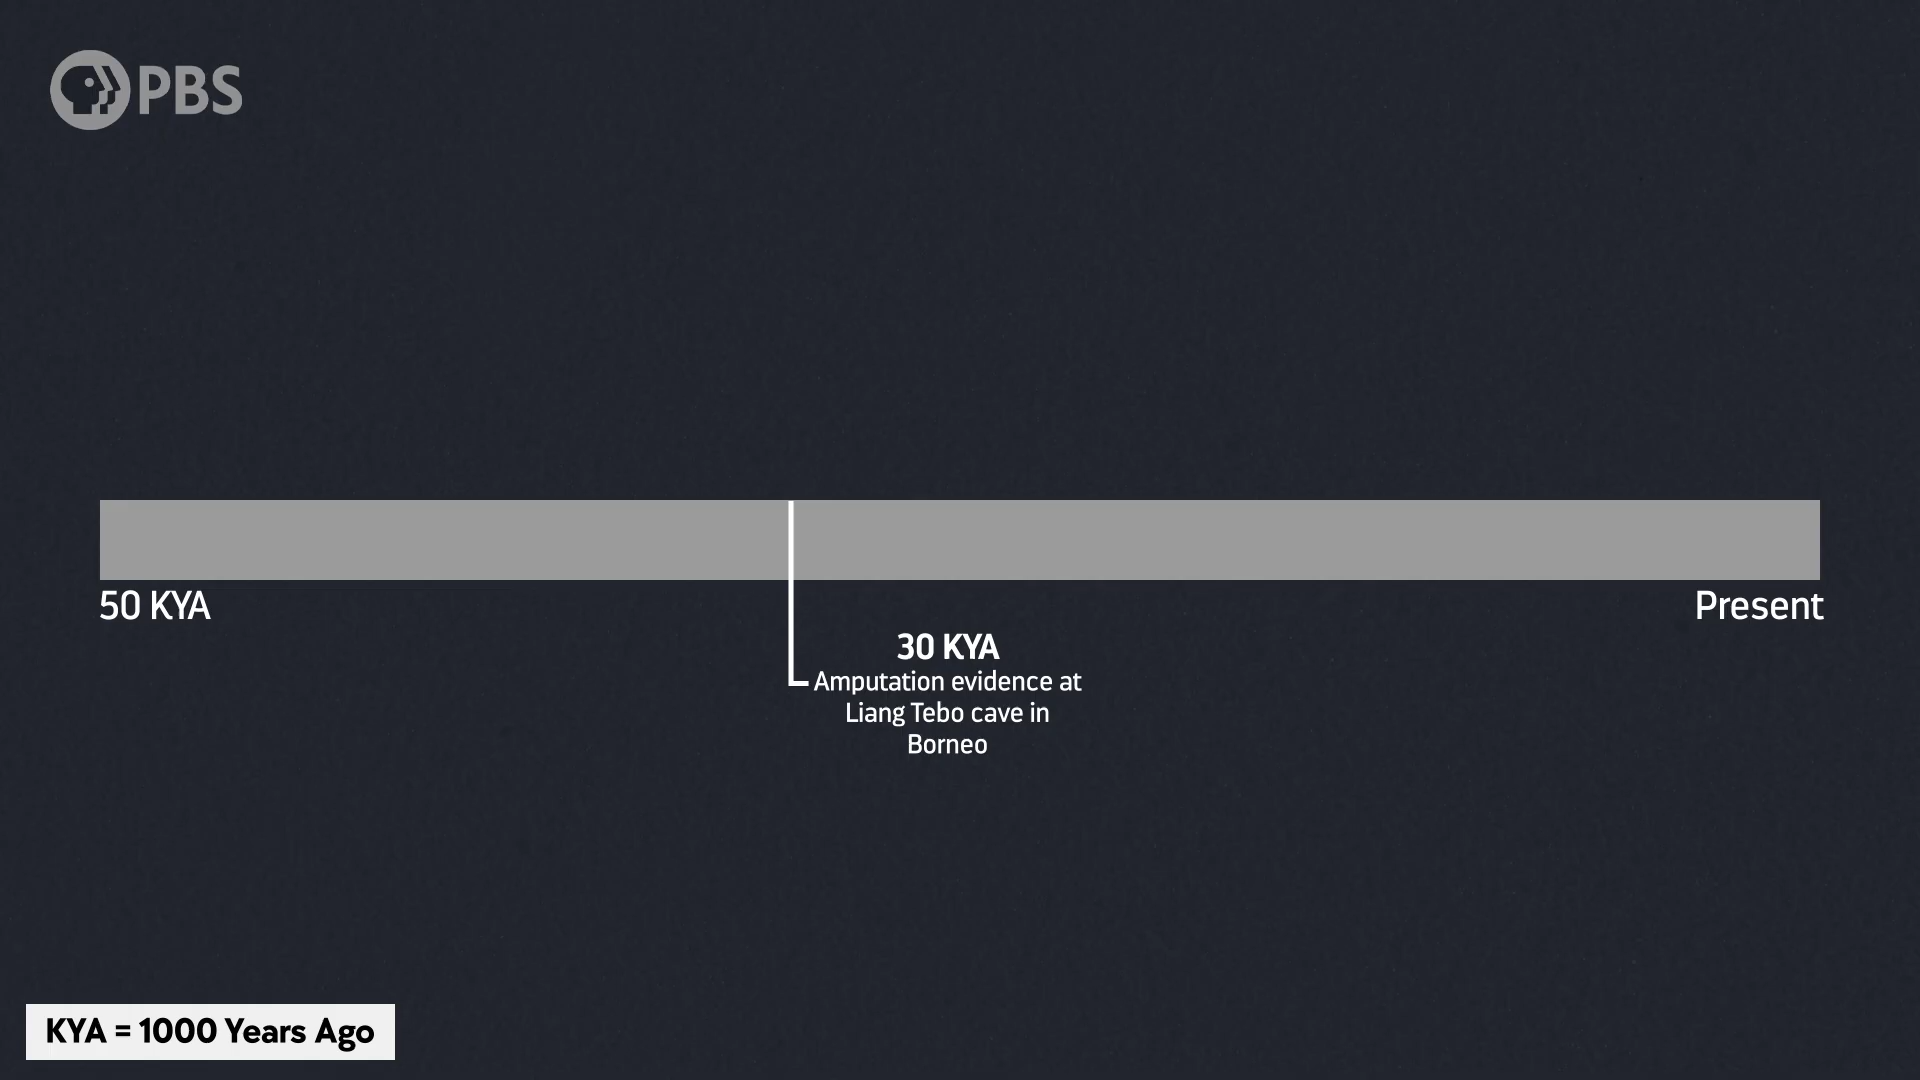 PBS
50 KYA
Present
30 KYA
Amputation evidence at
Liang Tebo cave in
Borneo
KYA = 1000 Years Ago